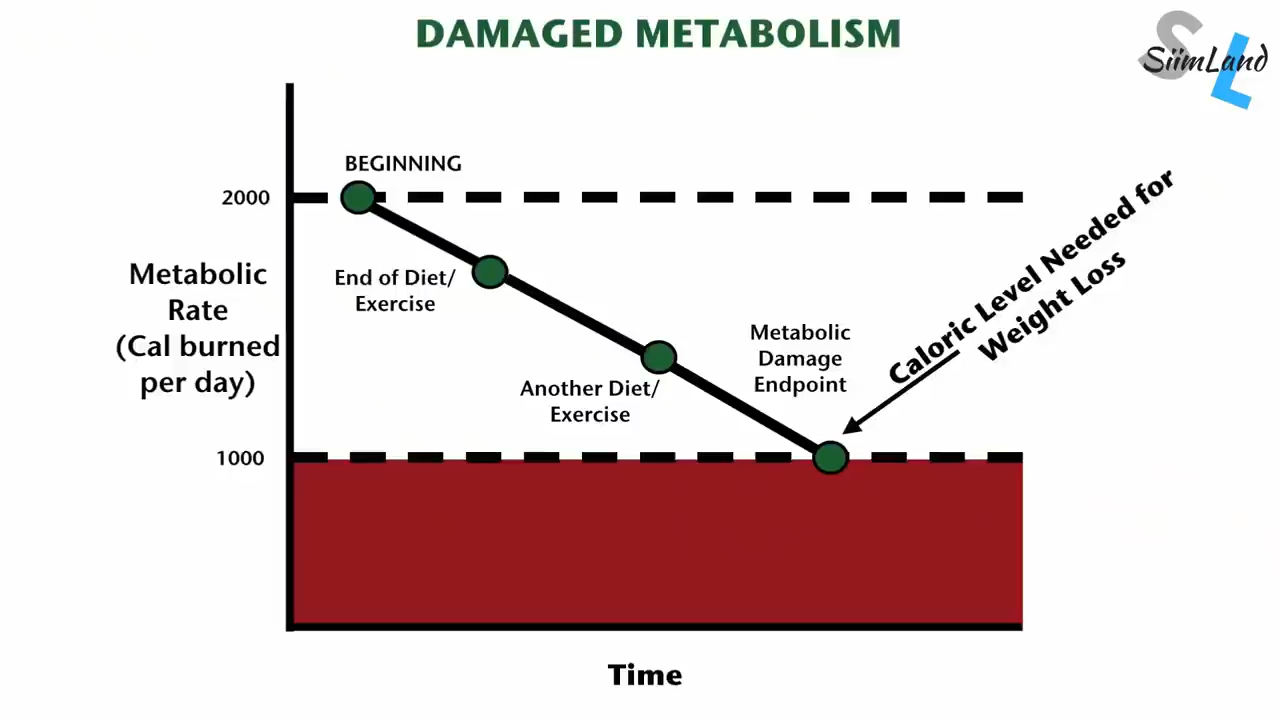 DAMAGED METABOLISM
S
L
SiimLand
BEGINNING
2000
Metabolic
Rate
(Cal burned
per day)
End of Diet/
Exercise
Another Diet/
Exercise
Metabolic
Damage
Endpoint
Caloric Level Needed for
Weight Loss
1000
Time